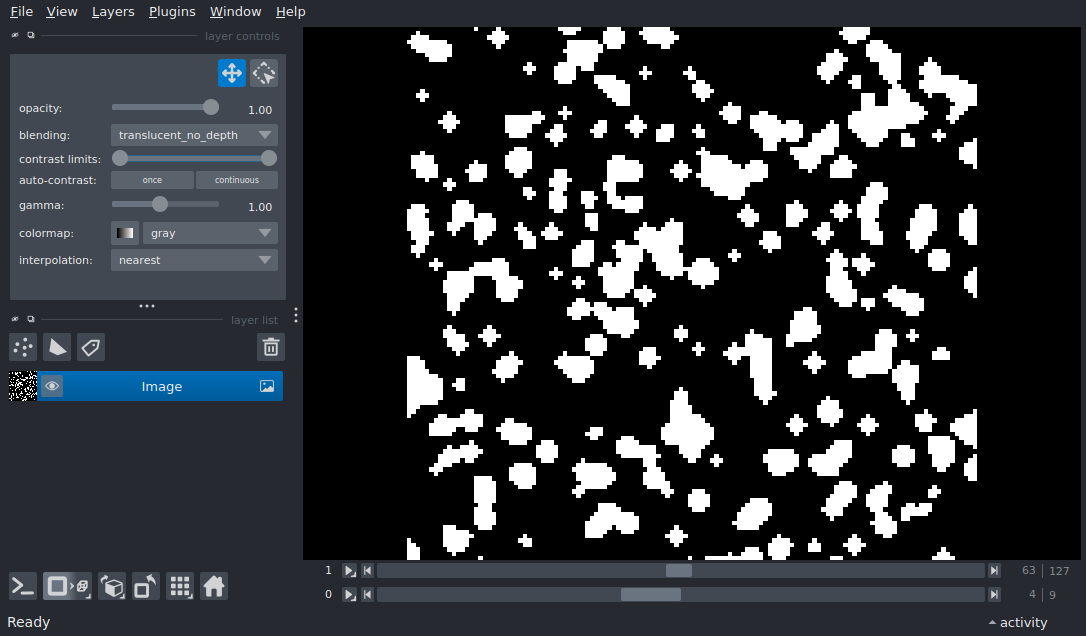 File View Layers Plugins Window Help
layer controls
opacity: 1.00
blending: translucent_no_depth
contrast limits:
auto-contrast: once continuous
gamma: 1.00
colormap: gray
interpolation: nearest
layer list
Image
1 63 127
0 4 9
Ready activity